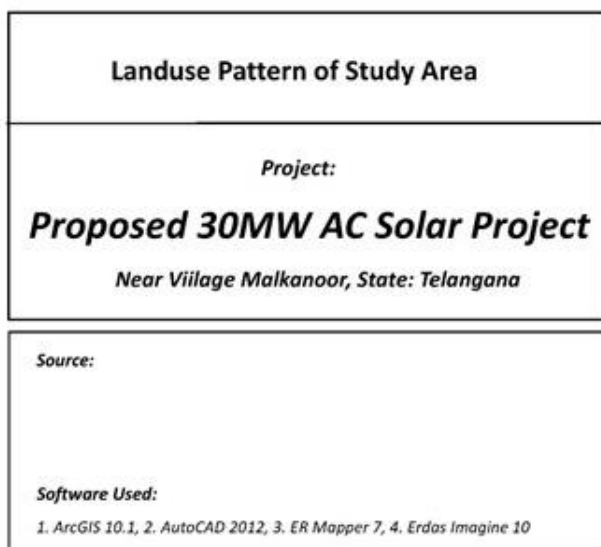 Landuse Pattern of Study Area
Project:
Proposed 30MW AC Solar Project
Near Viilage Malkanoor, State: Telangana
Source:
Software Used:
1. ArcGIS 10.1, 2. AutoCAD 2012, 3. ER Mapper 7, 4. Erdas Imagine 10